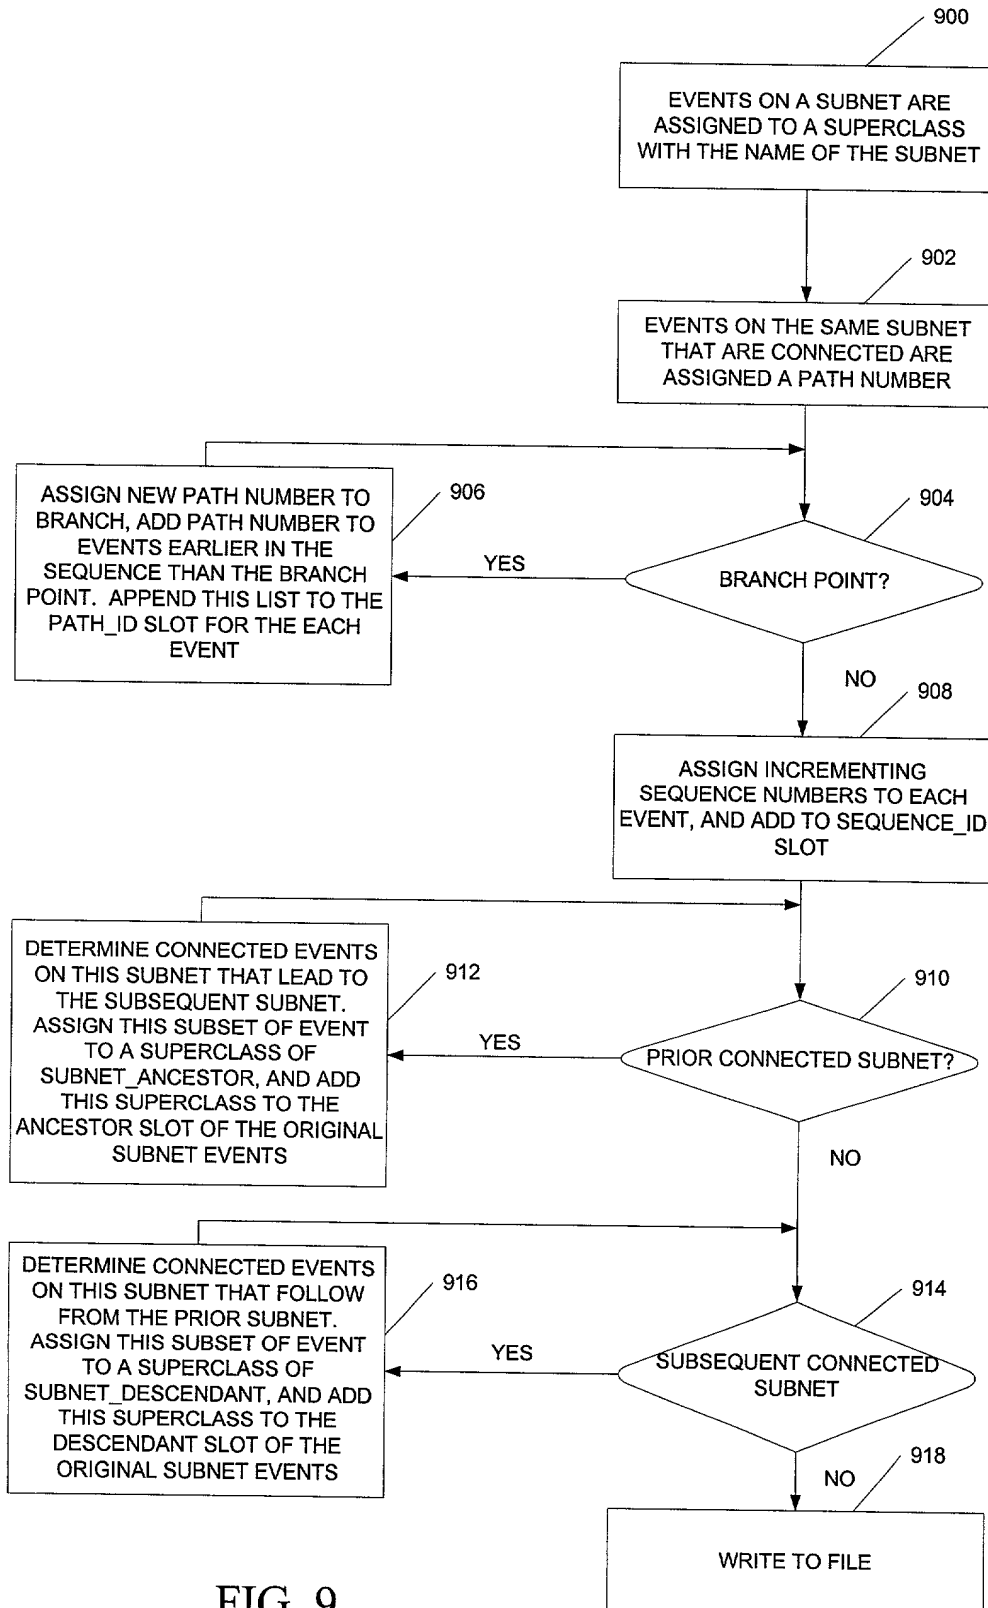 900
EVENTS ON A SUBNET ARE
ASSIGNED TO A SUPERCLASS
WITH THE NAME OF THE SUBNET
902
EVENTS ON THE SAME SUBNET
THAT ARE CONNECTED ARE
ASSIGNED A PATH NUMBER
906
ASSIGN NEW PATH NUMBER TO
BRANCH, ADD PATH NUMBER TO
EVENTS EARLIER IN THE
SEQUENCE THAN THE BRANCH
POINT. APPEND THIS LIST TO THE
PATH_ID SLOT FOR THE EACH
EVENT
904
YES
BRANCH POINT?
NO
908
ASSIGN INCREMENTING
SEQUENCE NUMBERS TO EACH
EVENT, AND ADD TO SEQUENCE_ID
SLOT
912
DETERMINE CONNECTED EVENTS
ON THIS SUBNET THAT LEAD TO
THE SUBSEQUENT SUBNET.
ASSIGN THIS SUBSET OF EVENT
TO A SUPERCLASS OF
SUBNET_ANCESTOR, AND ADD
THIS SUPERCLASS TO THE
ANCESTOR SLOT OF THE ORIGINAL
SUBNET EVENTS
910
YES
PRIOR CONNECTED SUBNET?
NO
916
DETERMINE CONNECTED EVENTS
ON THIS SUBNET THAT FOLLOW
FROM THE PRIOR SUBNET.
ASSIGN THIS SUBSET OF EVENT
TO A SUPERCLASS OF
SUBNET_DESCENDANT, AND ADD
THIS SUPERCLASS TO THE
DESCENDANT SLOT OF THE
ORIGINAL SUBNET EVENTS
914
YES
SUBSEQUENT CONNECTED
SUBNET
NO
918
WRITE TO FILE
FIG. 9